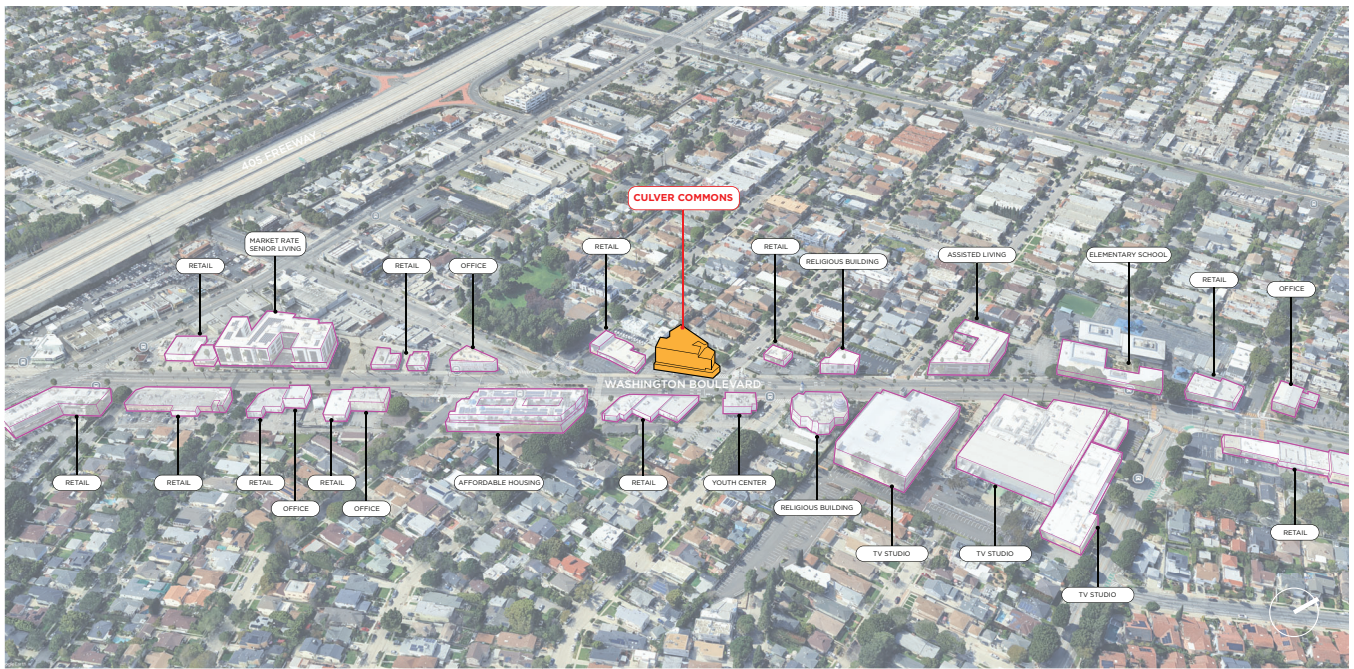 405 FREEWAY
CULVER COMMONS
MARKET RATE
SENIOR LIVING
RETAIL
RETAIL
OFFICE
RETAIL
RETAIL
RELIGIOUS BUILDING
ASSISTED LIVING
ELEMENTARY SCHOOL
RETAIL
OFFICE
WASHINGTON BOULEVARD
RETAIL
RETAIL
RETAIL
OFFICE
RETAIL
OFFICE
AFFORDABLE HOUSING
RETAIL
YOUTH CENTER
RELIGIOUS BUILDING
TV STUDIO
TV STUDIO
TV STUDIO
RETAIL